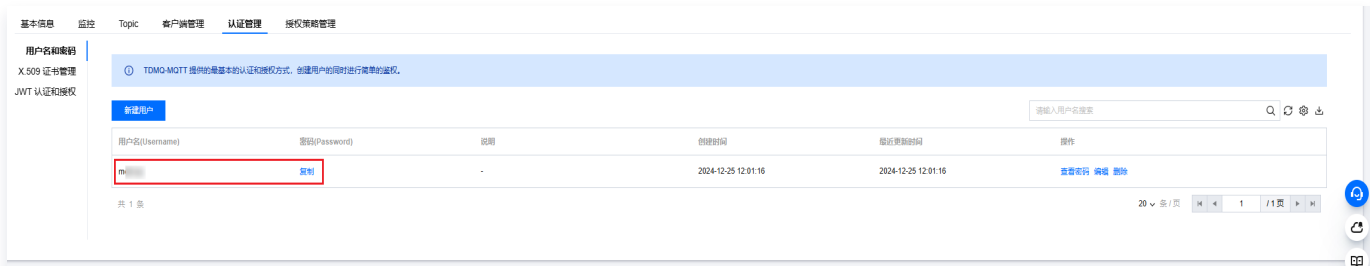 基本信息 监控 Topic 客户端管理 认证管理 授权策略管理
用户名和密码
X.509 证书管理
JWT 认证和授权
TDMQ-MQTT 提供的最基本的认证和授权方式，创建用户的同时进行简单的鉴权。
新建用户
请输入用户名搜索
用户名(Username) 密码(Password) 说明 创建时间 最近更新时间 操作
m 复制 - 2024-12-25 12:01:16 2024-12-25 12:01:16 查看密码 编辑 删除
共 1 条
20 条 / 页 1 / 1 页